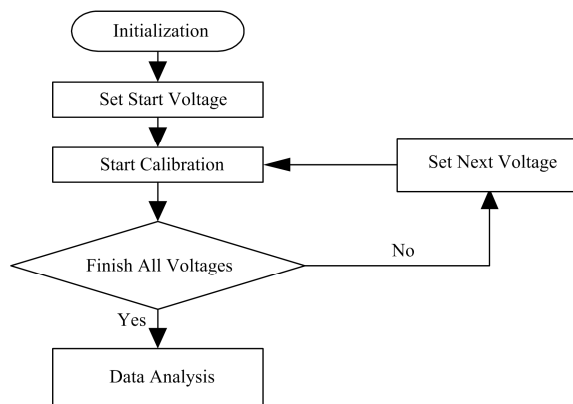 Initialization
Set Start Voltage
Start Calibration
Set Next Voltage
Finish All Voltages
No
Yes
Data Analysis